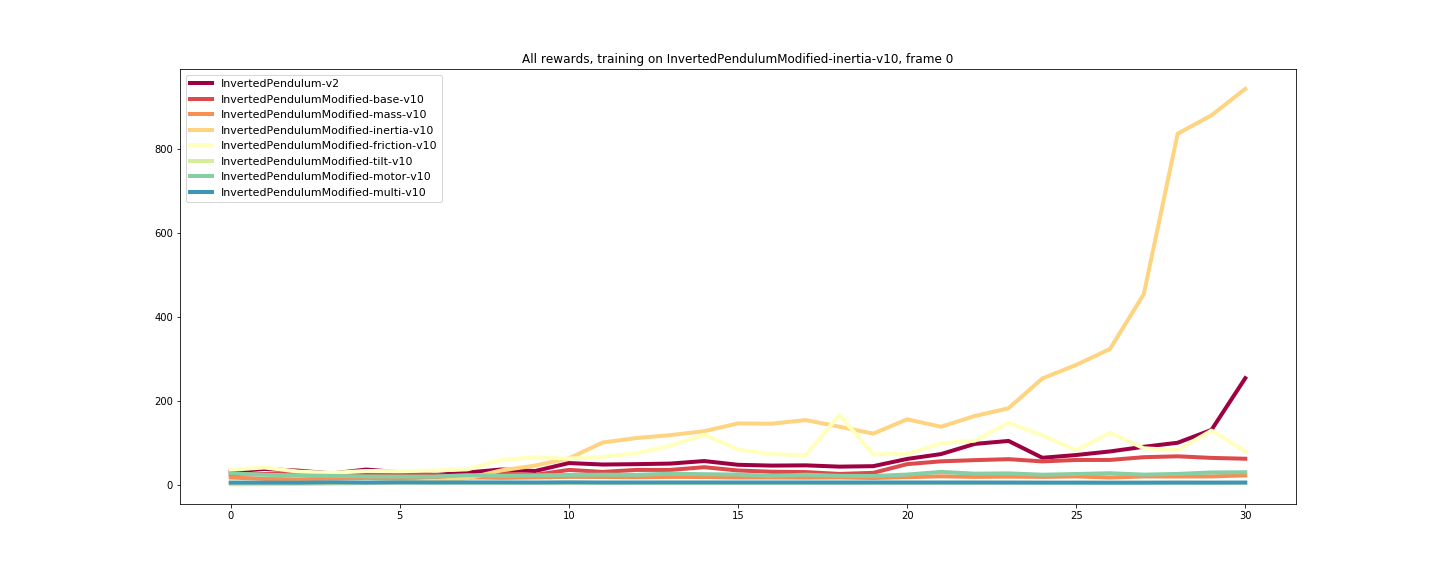 All rewards, training on InvertedPendulumModified-inertia-v10, frame 0
InvertedPendulum-v2
InvertedPendulumModified-base-v10
InvertedPendulumModified-mass-v10
InvertedPendulumModified-inertia-v10
InvertedPendulumModified-friction-v10
InvertedPendulumModified-tilt-v10
InvertedPendulumModified-motor-v10
InvertedPendulumModified-multi-v10
800
600
400
200
0
0 5 10 15 20 25 30